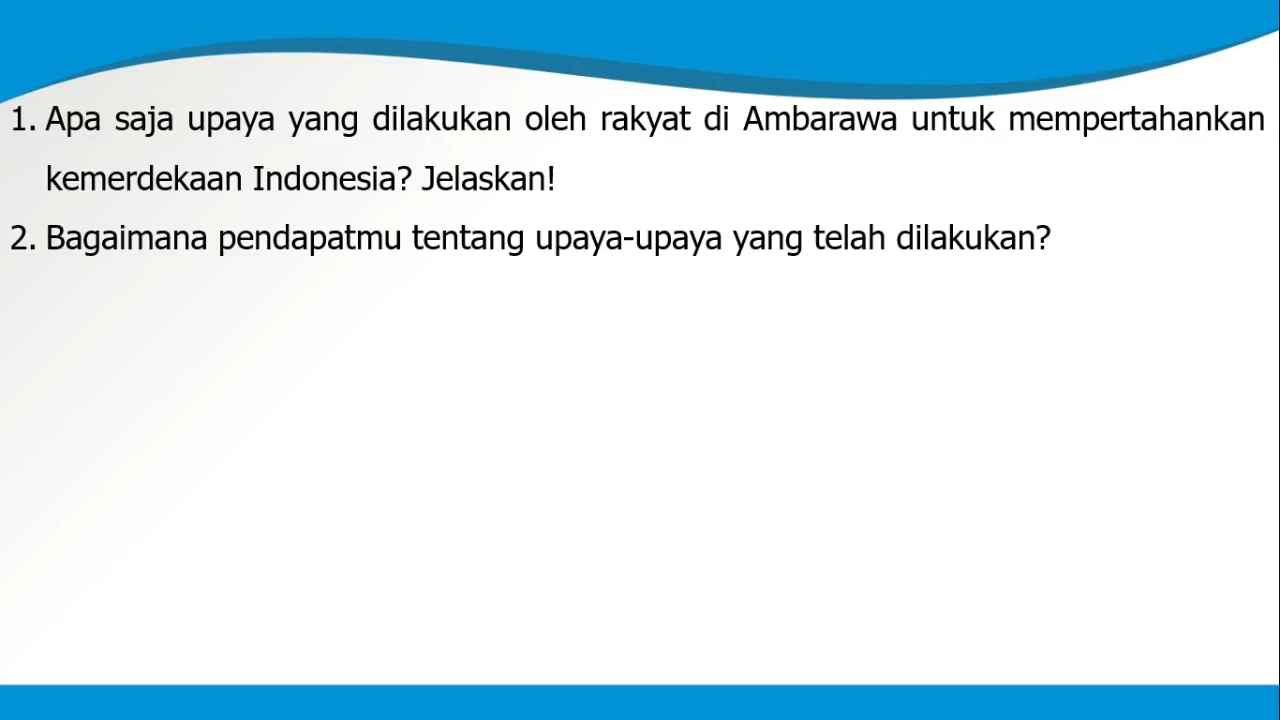 1. Apa saja upaya yang dilakukan oleh rakyat di Ambarawa untuk mempertahankan
kemerdekaan Indonesia? Jelaskan!
2. Bagaimana pendapatmu tentang upaya-upaya yang telah dilakukan?